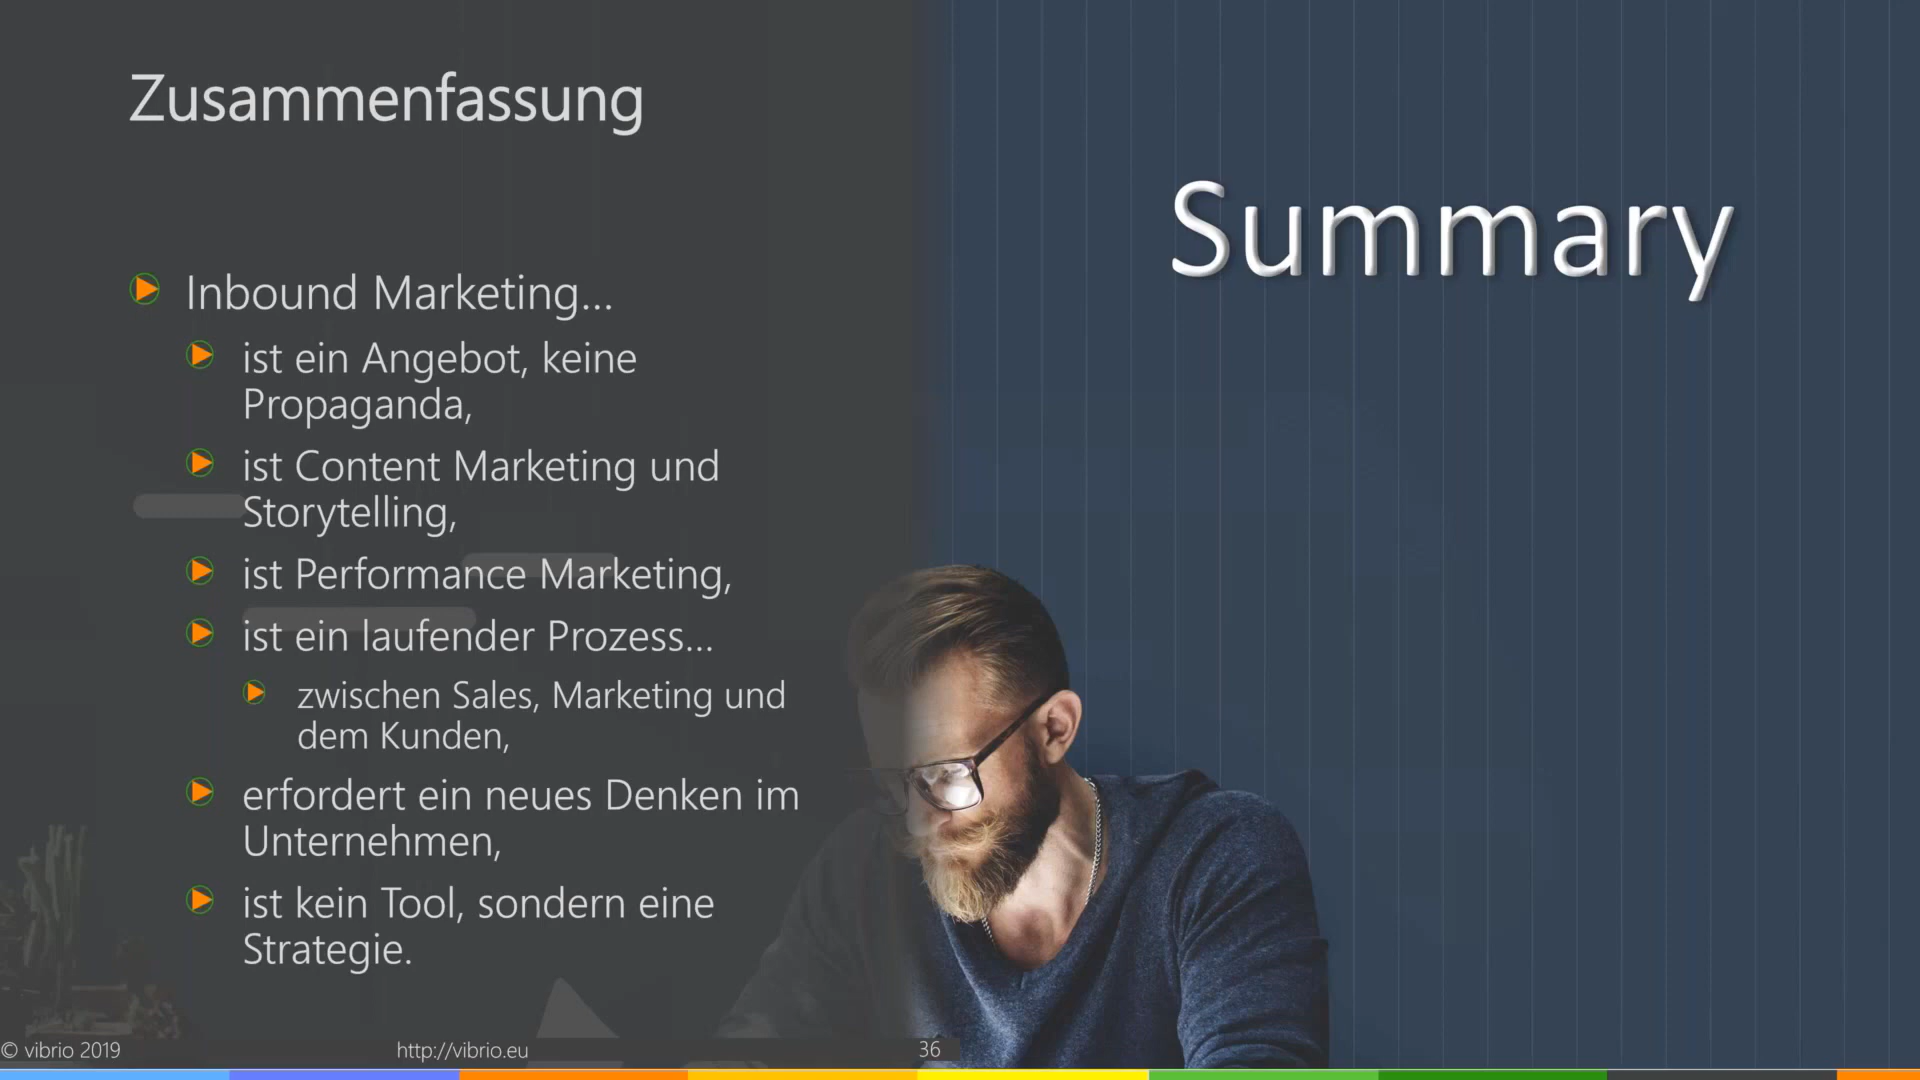 Zusammenfassung
Summary
Inbound Marketing...
ist ein Angebot, keine
Propaganda,
ist Content Marketing und
Storytelling,
ist Performance Marketing,
ist ein laufender Prozess...
zwischen Sales, Marketing und
dem Kunden,
erfordert ein neues Denken im
Unternehmen,
ist kein Tool, sondern eine
Strategie.
© vibrio 2019
http://vibrio.eu
36